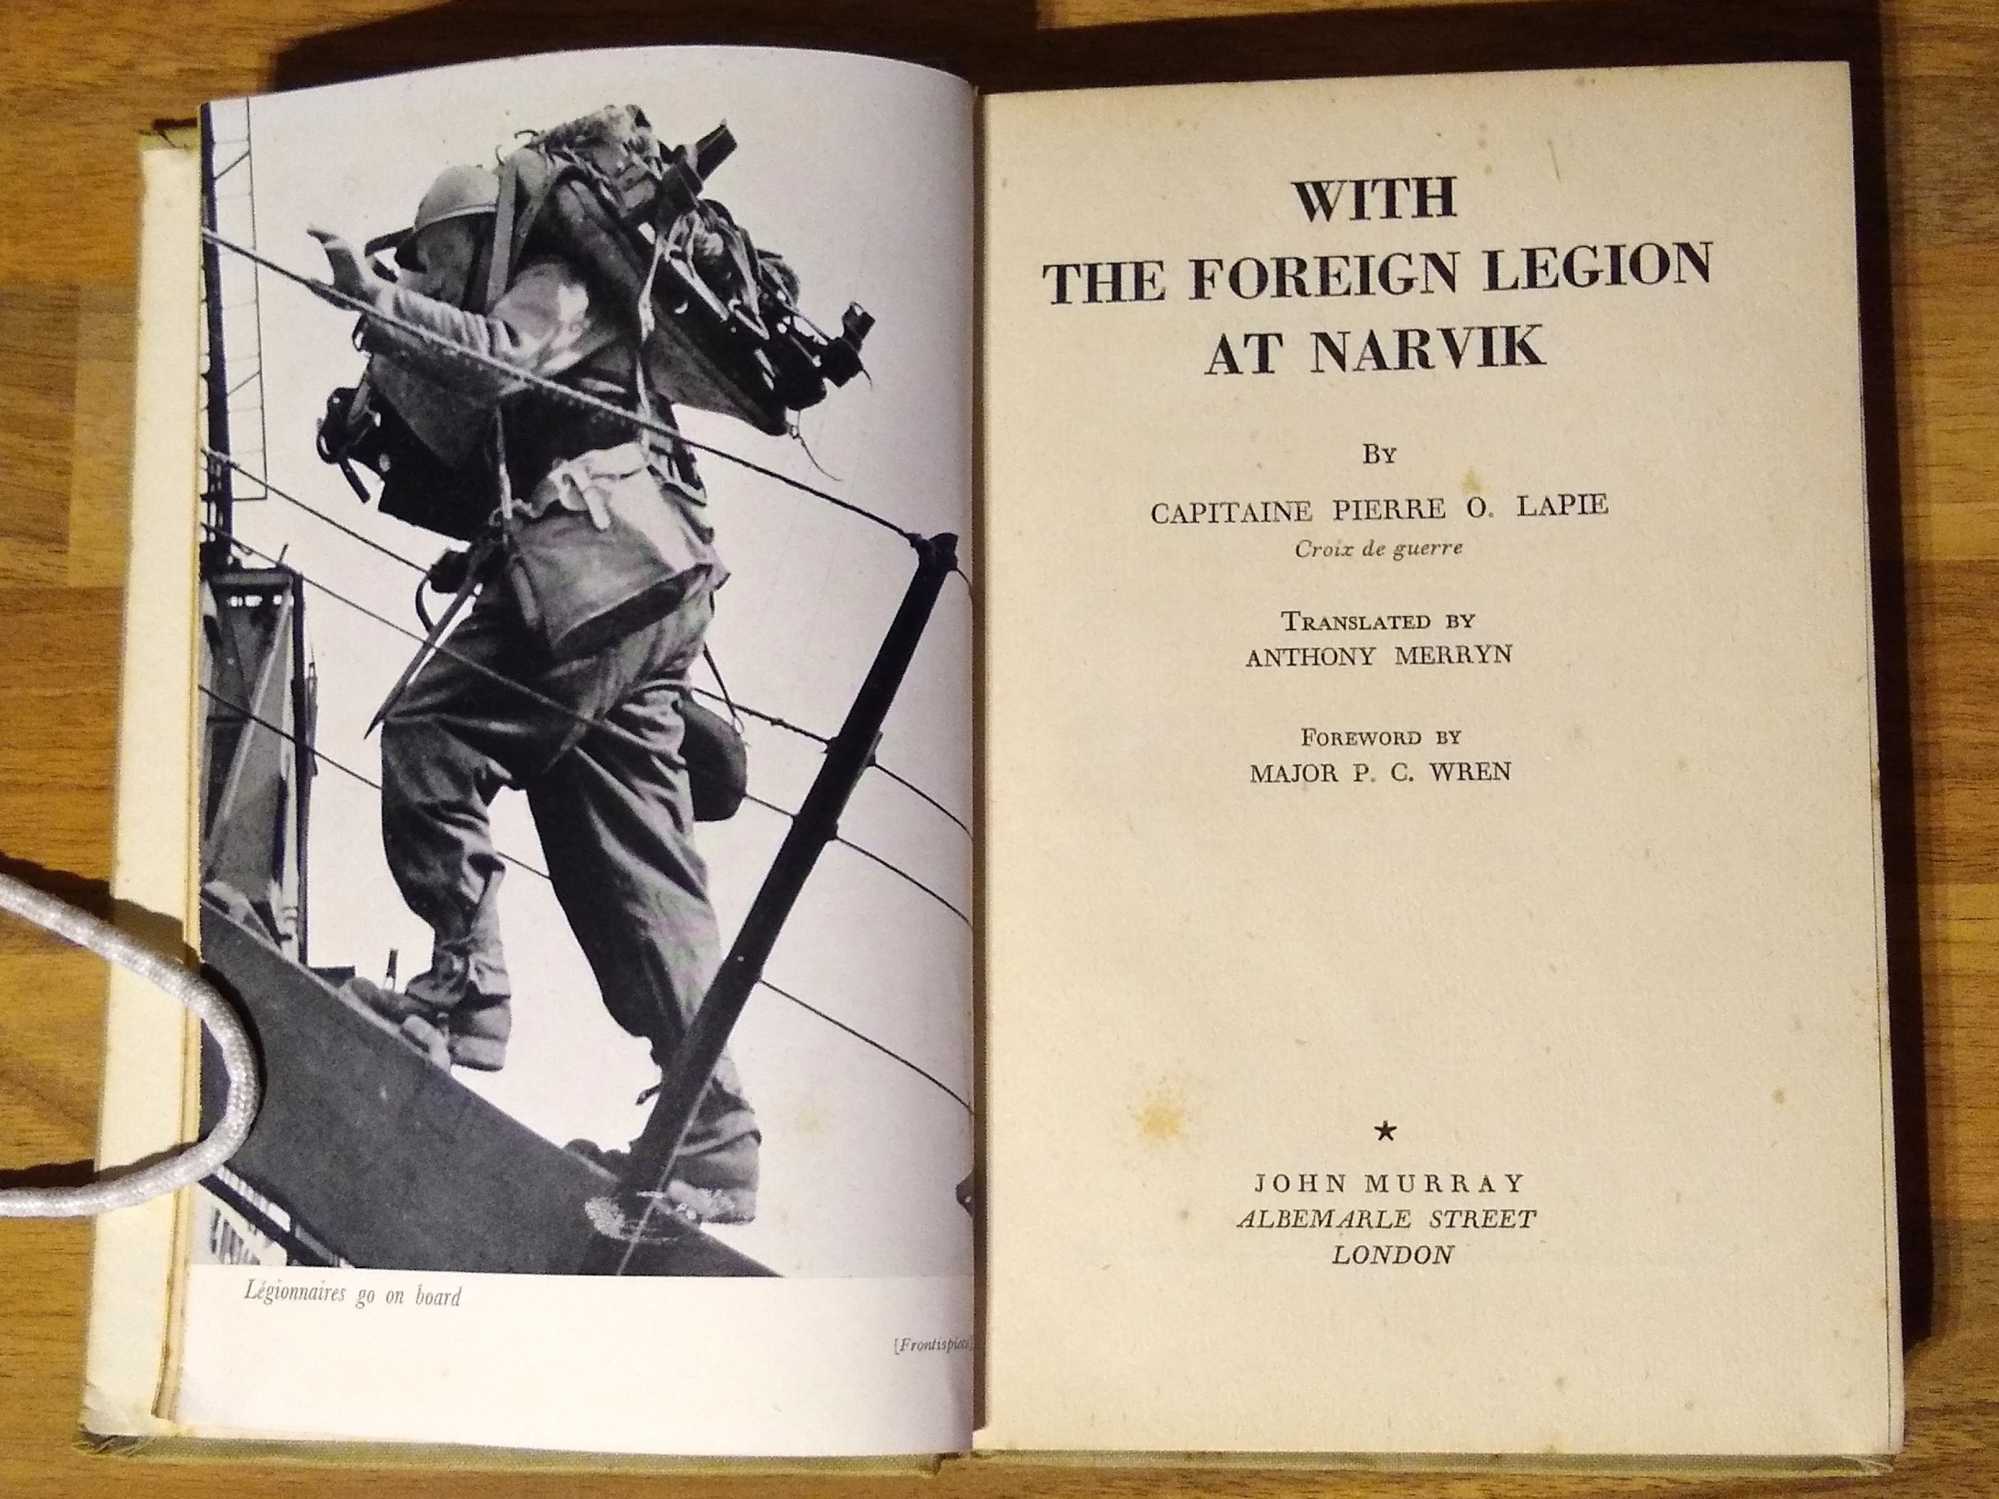 Légionnaires go on board
[Frontispiece]
WITH
THE FOREIGN LEGION
AT NARVIK
BY
CAPITAINE PIERRE O. LAPIE
Croix de guerre
TRANSLATED BY
ANTHONY MERRYN
FOREWORD BY
MAJOR P. C. WREN
JOHN MURRAY
ALBEMARLE STREET
LONDON